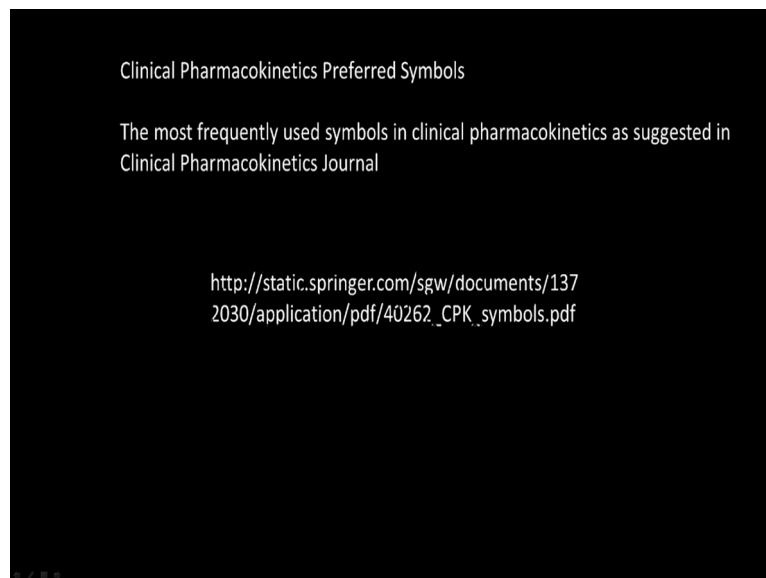 Clinical Pharmacokinetics Preferred Symbols
The most frequently used symbols in clinical pharmacokinetics as suggested in
Clinical Pharmacokinetics Journal
http://static.springer.com/sgw/documents/137
2030/application/pdf/40262_CPK_symbols.pdf